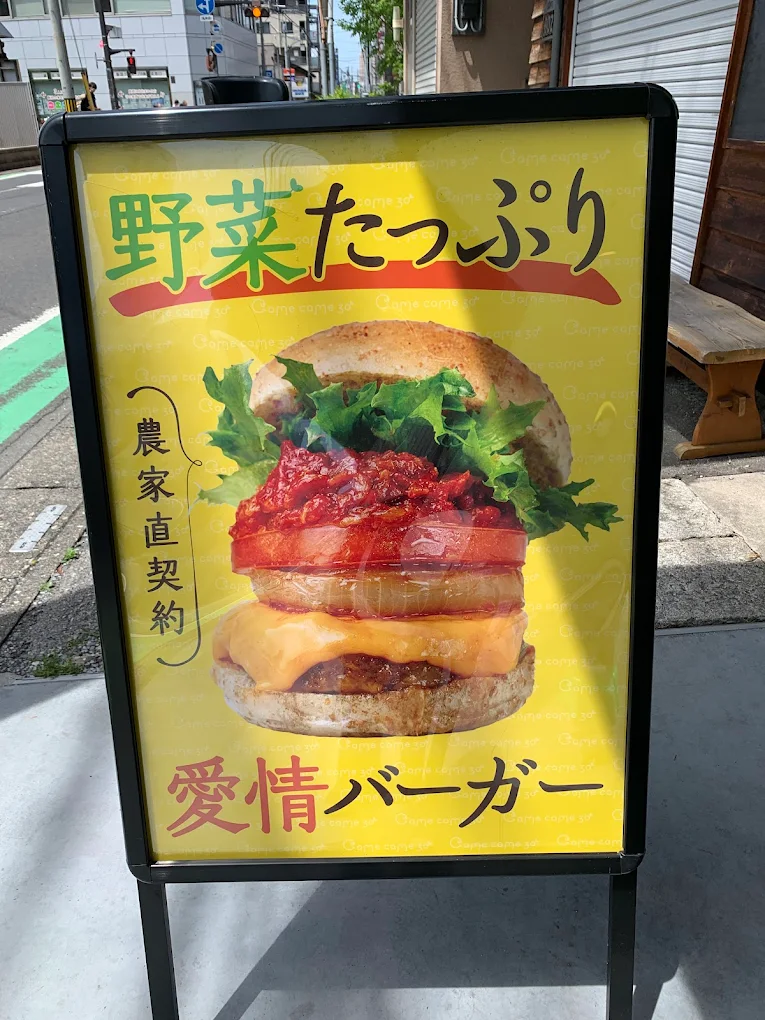 野菜たっぷり
農家直契約
愛情バーガー